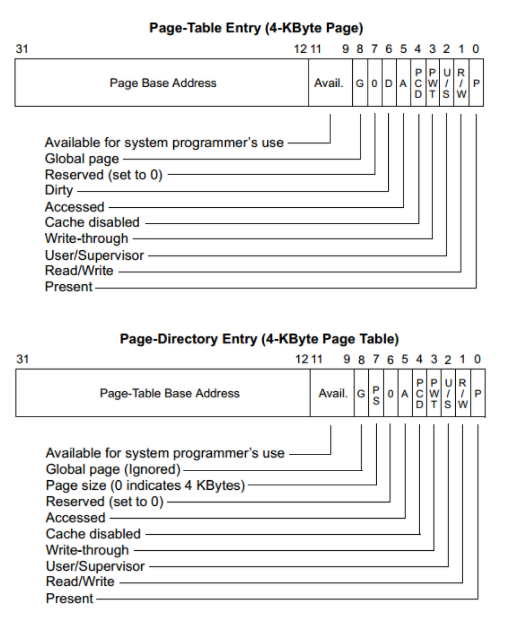 Page-Table Entry (4-KByte Page)
31 12 11 9 8 7 6 5 4 3 2 1 0
Page Base Address Avail. G 0 D A PCD PWT U/S R/W P
Available for system programmer's use
Global page
Reserved (set to 0)
Dirty
Accessed
Cache disabled
Write-through
User/Supervisor
Read/Write
Present
Page-Directory Entry (4-KByte Page Table)
31 12 11 9 8 7 6 5 4 3 2 1 0
Page-Table Base Address Avail. G PS 0 A PCD PWT U/S R/W P
Available for system programmer's use
Global page (Ignored)
Page size (0 indicates 4 KBytes)
Reserved (set to 0)
Accessed
Cache disabled
Write-through
User/Supervisor
Read/Write
Present